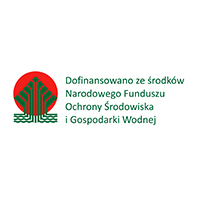 Dofinansowano ze środków
Narodowego Funduszu
Ochrony Środowiska
i Gospodarki Wodnej